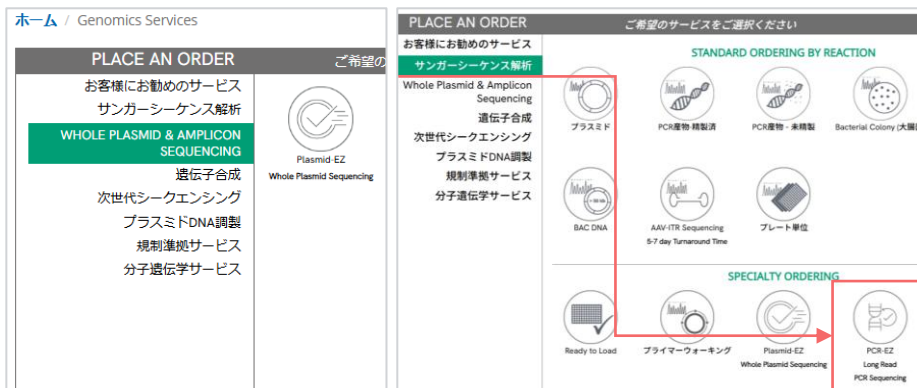 ホーム / Genomics Services
PLACE AN ORDER
ご希望の
お客様にお勧めのサービス
サンガーシーケンス解析
WHOLE PLASMID & AMPLICON
SEQUENCING
遺伝子合成
次世代シークエンシング
プラスミドDNA調製
規制準拠サービス
分子遺伝学サービス
Plasmid-EZ
Whole Plasmid Sequencing
PLACE AN ORDER
ご希望のサービスをご選択ください
お客様にお勧めのサービス
サンガーシーケンス解析
Whole Plasmid & Amplicon
Sequencing
遺伝子合成
次世代シークエンシング
プラスミドDNA調製
規制準拠サービス
分子遺伝学サービス
STANDARD ORDERING BY REACTION
プラスミド
PCR産物-精製済
PCR産物 - 未精製
Bacterial Colony (大腸
BAC DNA
AAV-ITR Sequencing
5-7 day Turnaround Time
プレート単位
SPECIALTY ORDERING
Ready to Load
プライマーウォーキング
Plasmid-EZ
Whole Plasmid Sequencing
PCR-EZ
Long Read
PCR Sequencing